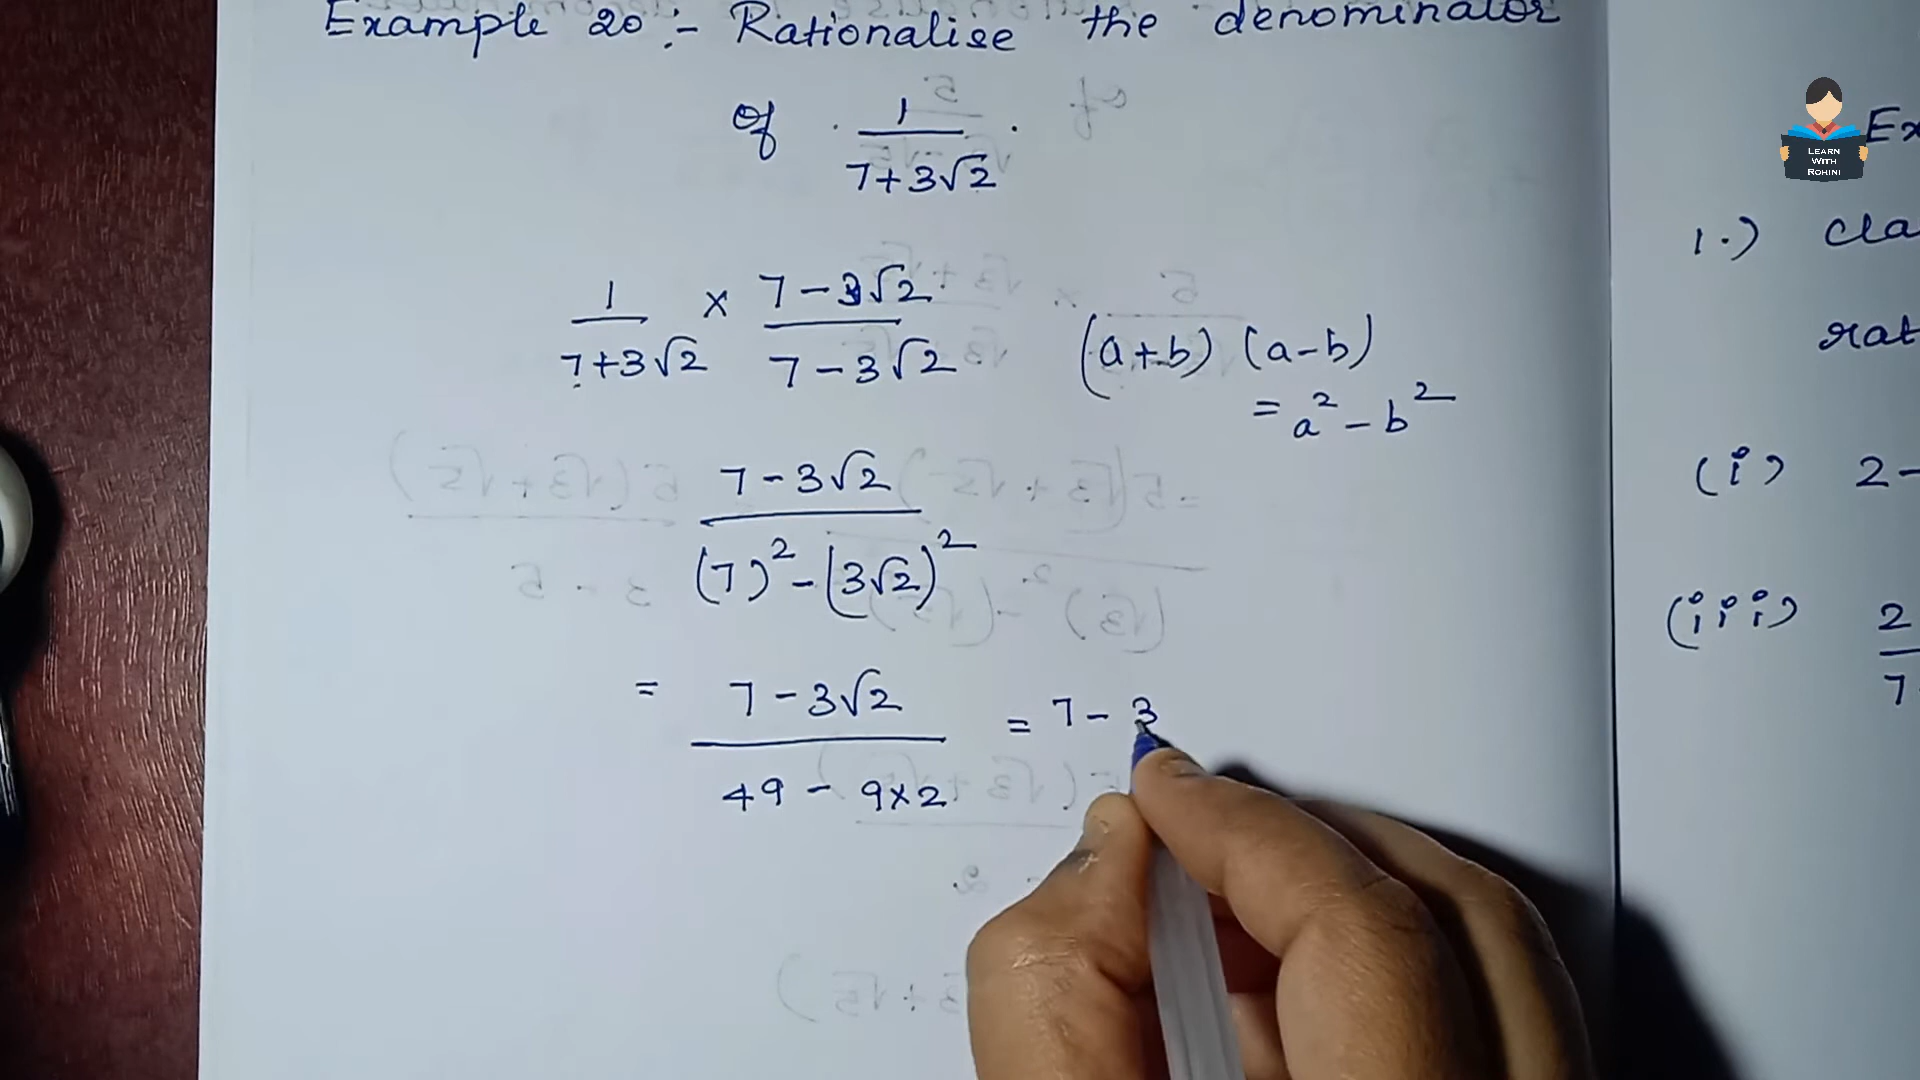 Example 20 :- Rationalise the denominator
of 1/(7+3√2) .
1/(7+3√2) × (7-3√2)/(7-3√2)
(a+b) (a-b)
= a² - b²
(7-3√2)/((7)² - (3√2)²)
= (7-3√2)/(49 - 9×2) = 7 - 3
LEARN
WITH
ROHINI
Ex
1.) Cla
rat
(i) 2-
(iii) 2/7